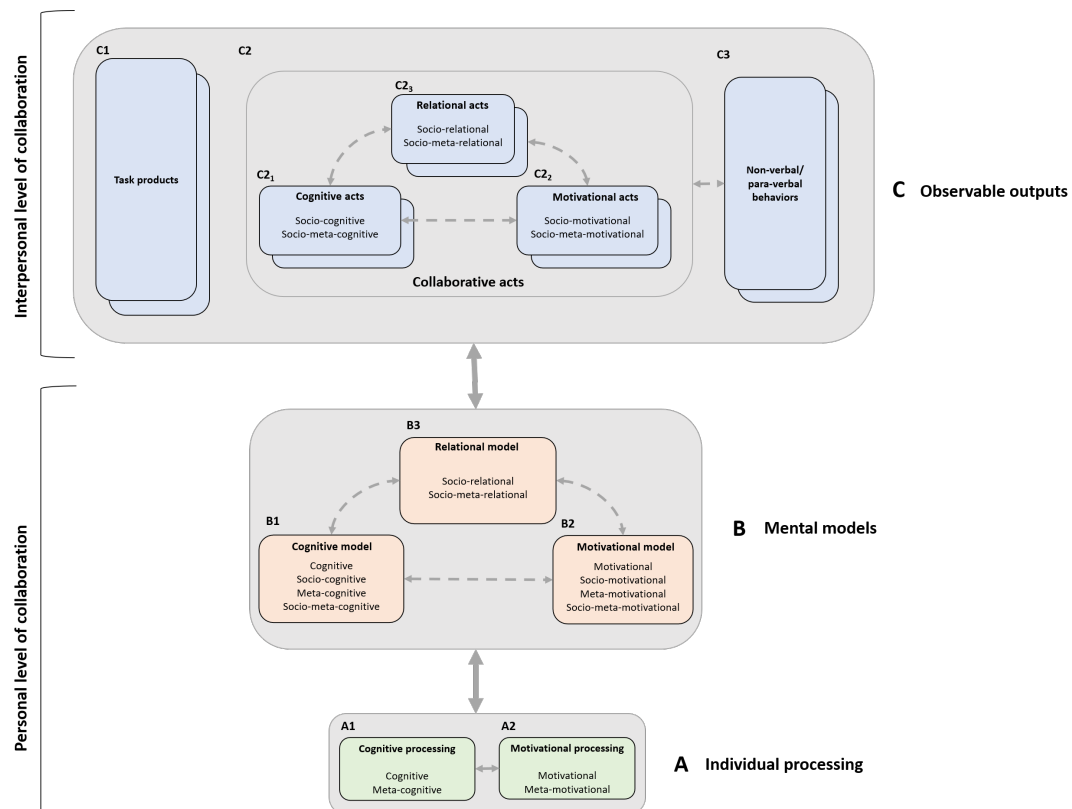 Interpersonal level of collaboration
C1
Task products
C2
C2₃
Relational acts
Socio-relational
Socio-meta-relational
C2₁
Cognitive acts
Socio-cognitive
Socio-meta-cognitive
C2₂
Motivational acts
Socio-motivational
Socio-meta-motivational
Collaborative acts
C3
Non-verbal/
para-verbal
behaviors
C Observable outputs
Personal level of collaboration
B3
Relational model
Socio-relational
Socio-meta-relational
B1
Cognitive model
Cognitive
Socio-cognitive
Meta-cognitive
Socio-meta-cognitive
B2
Motivational model
Motivational
Socio-motivational
Meta-motivational
Socio-meta-motivational
B Mental models
A1
Cognitive processing
Cognitive
Meta-cognitive
A2
Motivational processing
Motivational
Meta-motivational
A Individual processing